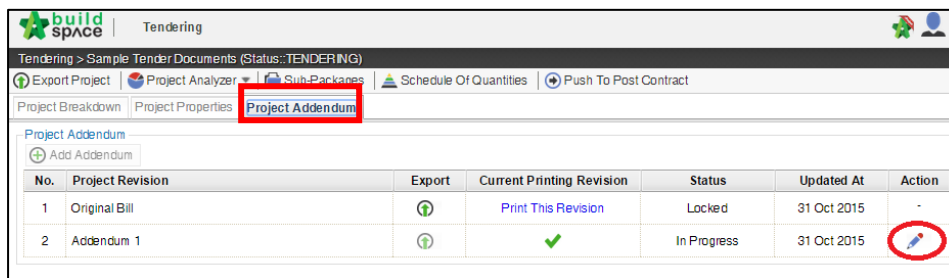 build space Tendering
Tendering > Sample Tender Documents (Status::TENDERING)
Export Project Project Analyzer Sub-Packages Schedule Of Quantities Push To Post Contract
Project Breakdown Project Properties Project Addendum
Project Addendum
Add Addendum
No. Project Revision Export Current Printing Revision Status Updated At Action
1 Original Bill Print This Revision Locked 31 Oct 2015 -
2 Addendum 1 In Progress 31 Oct 2015